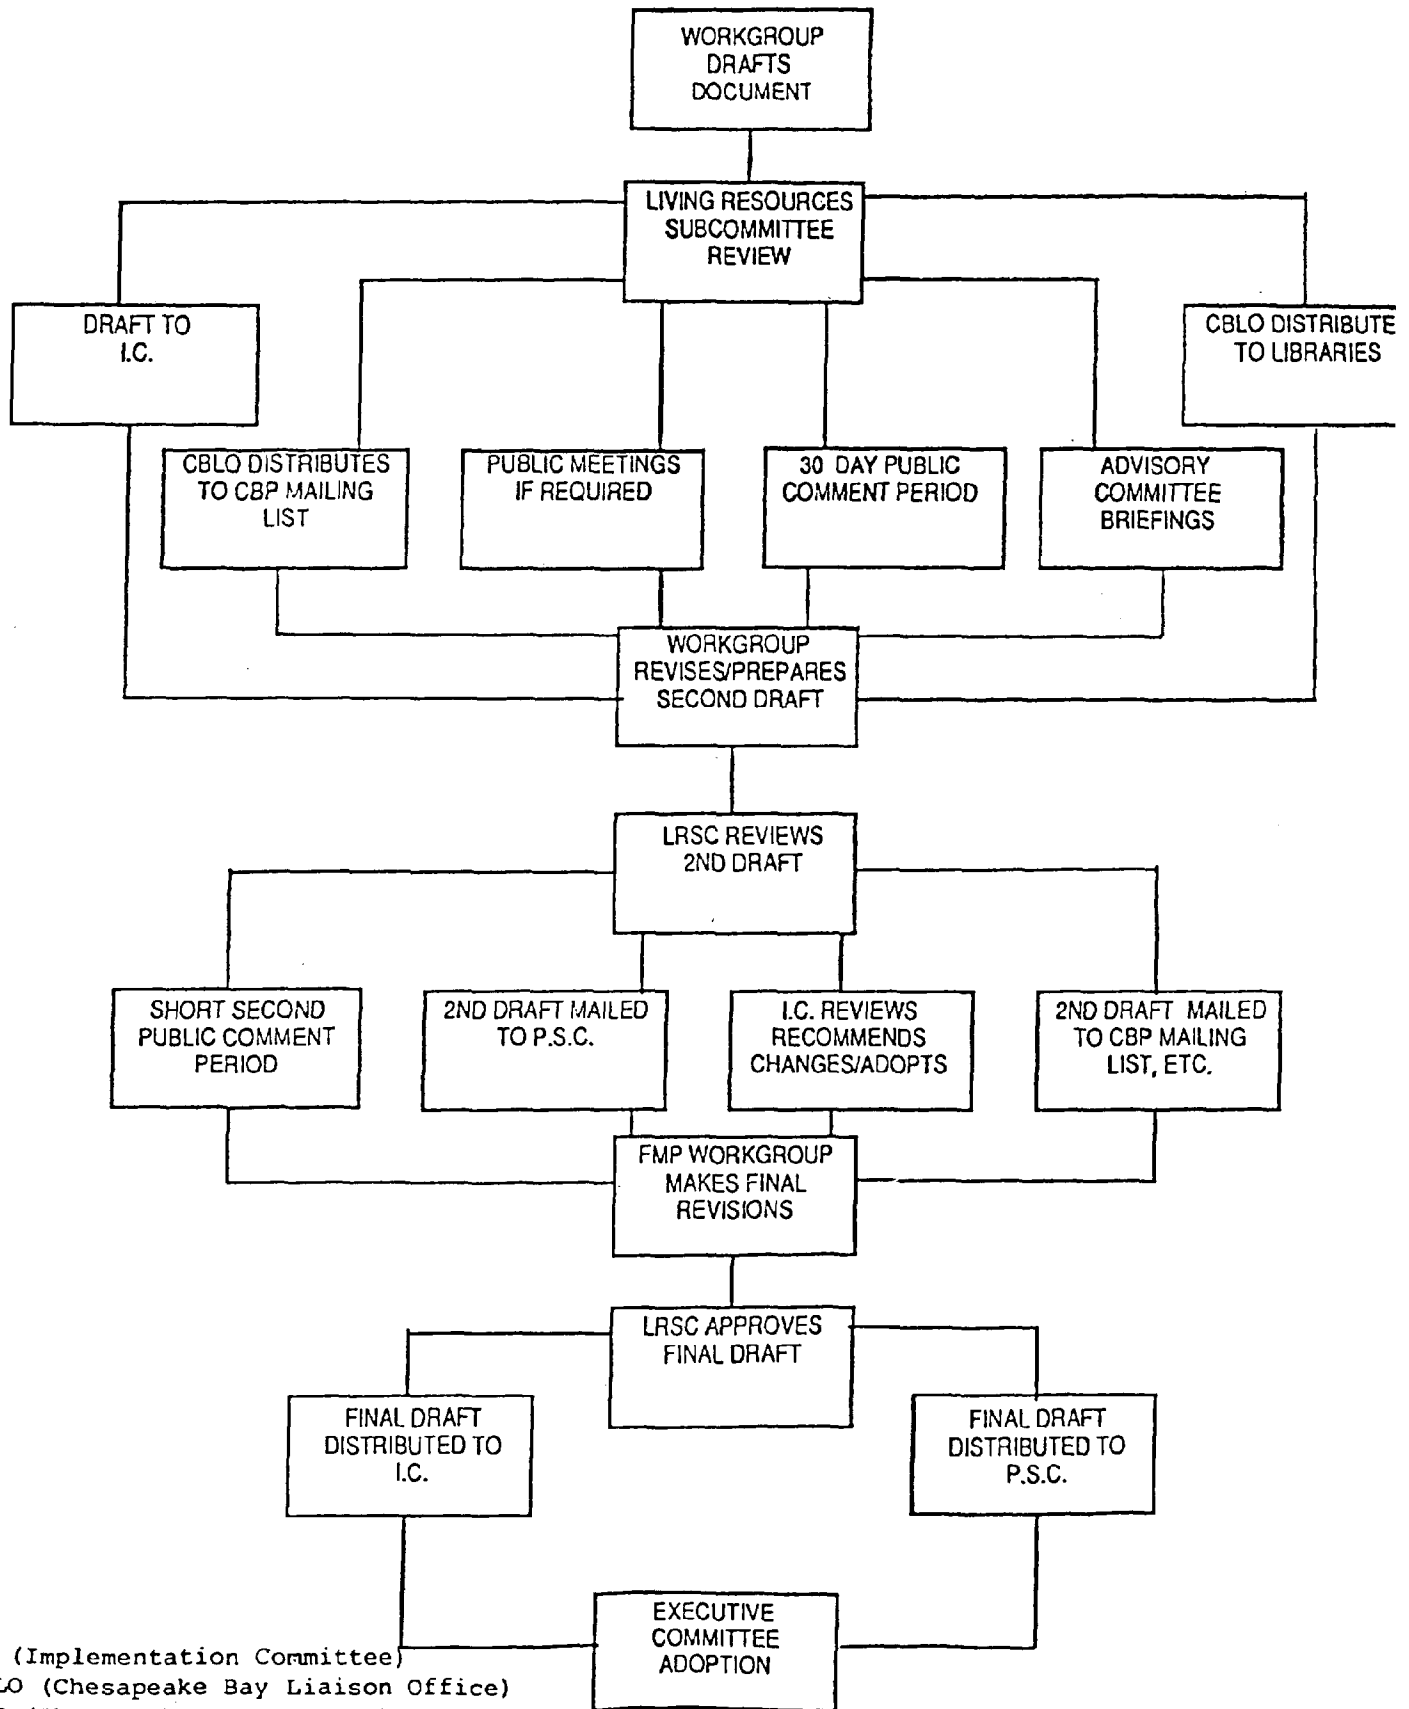 WORKGROUP
DRAFTS
DOCUMENT
LIVING RESOURCES
SUBCOMMITTEE
REVIEW
DRAFT TO
I.C.
CBLO DISTRIBUTE
TO LIBRARIES
CBLO DISTRIBUTES
TO CBP MAILING
LIST
PUBLIC MEETINGS
IF REQUIRED
30 DAY PUBLIC
COMMENT PERIOD
ADVISORY
COMMITTEE
BRIEFINGS
WORKGROUP
REVISES/PREPARES
SECOND DRAFT
LRSC REVIEWS
2ND DRAFT
SHORT SECOND
PUBLIC COMMENT
PERIOD
2ND DRAFT MAILED
TO P.S.C.
I.C. REVIEWS
RECOMMENDS
CHANGES/ADOPTS
2ND DRAFT MAILED
TO CBP MAILING
LIST, ETC.
FMP WORKGROUP
MAKES FINAL
REVISIONS
LRSC APPROVES
FINAL DRAFT
FINAL DRAFT
DISTRIBUTED TO
I.C.
FINAL DRAFT
DISTRIBUTED TO
P.S.C.
EXECUTIVE
COMMITTEE
ADOPTION
(Implementation Committee)
LO (Chesapeake Bay Liaison Office)